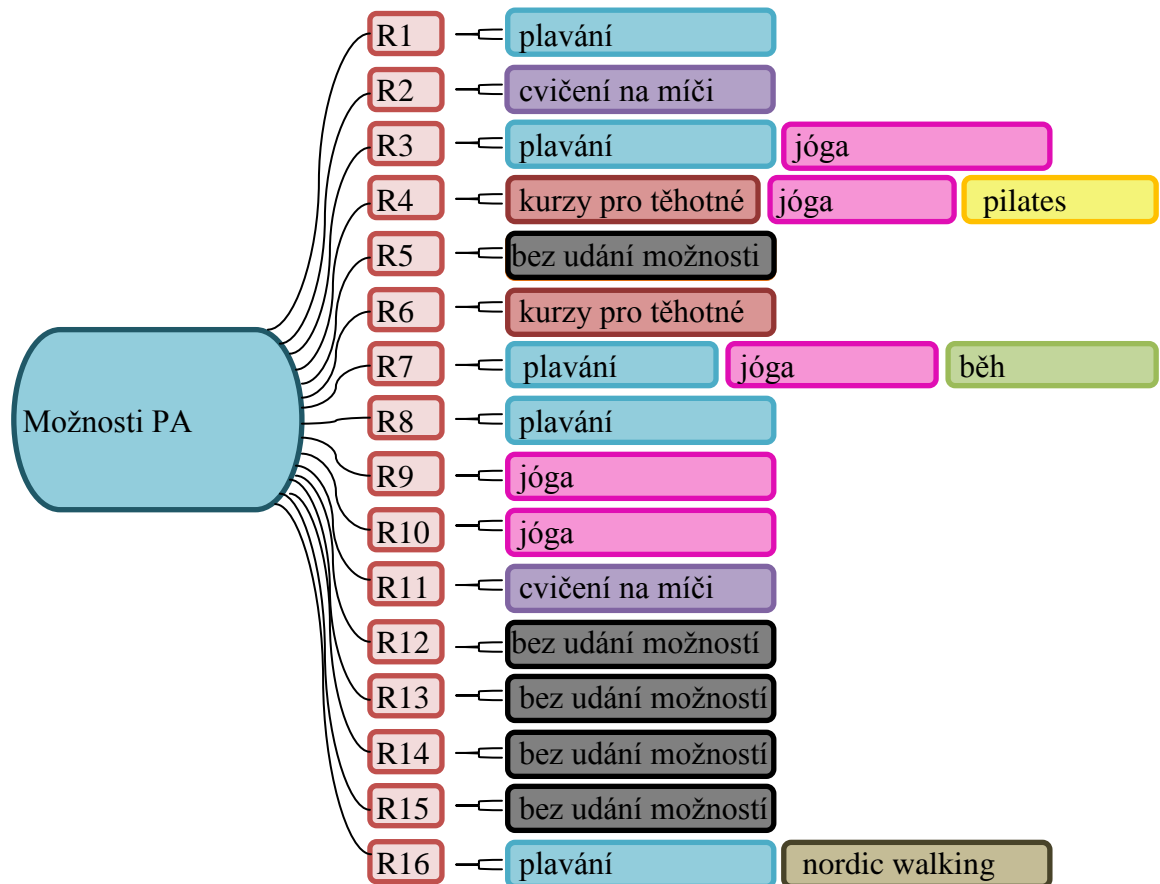 Možnosti PA
R1 plavání
R2 cvičení na míči
R3 plavání jóga
R4 kurzy pro těhotné jóga pilates
R5 bez udání možnosti
R6 kurzy pro těhotné
R7 plavání jóga běh
R8 plavání
R9 jóga
R10 jóga
R11 cvičení na míči
R12 bez udání možností
R13 bez udání možností
R14 bez udání možností
R15 bez udání možností
R16 plavání nordic walking